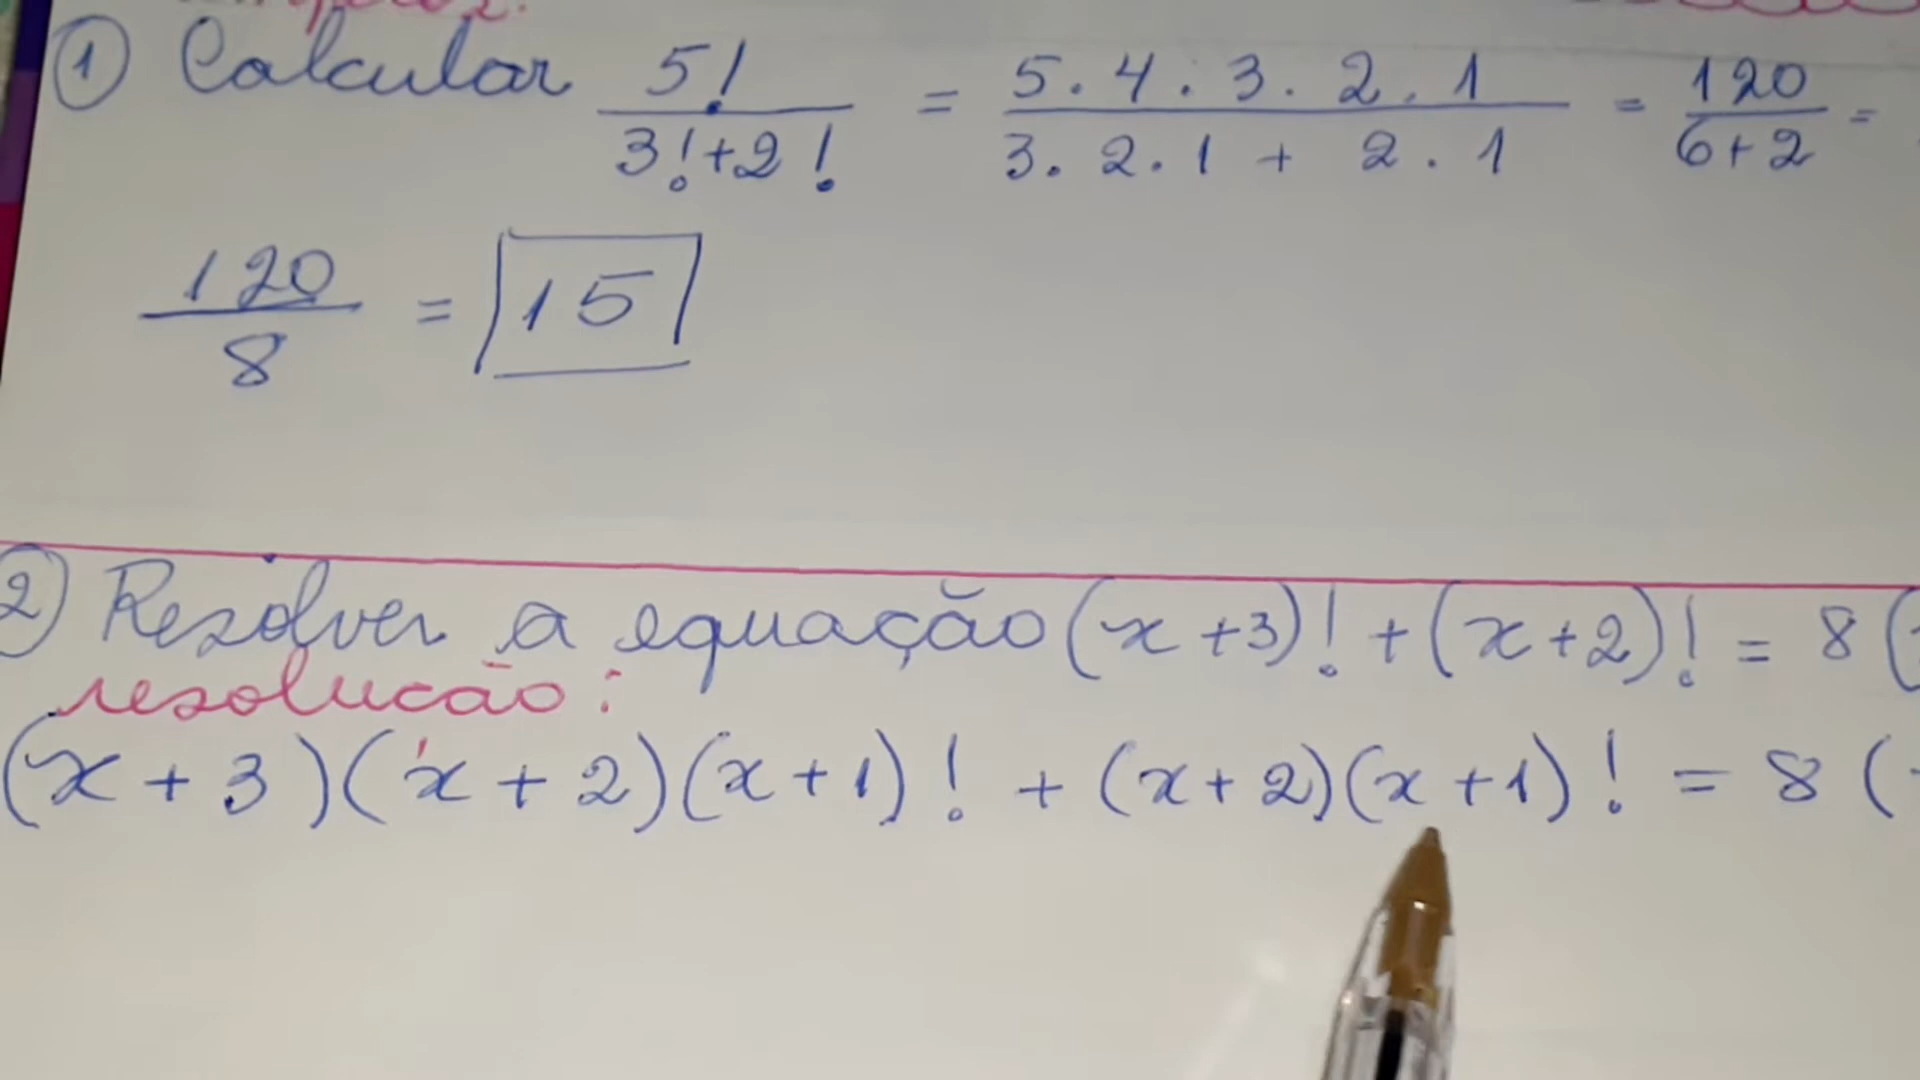 ① Calcular 5!/(3!+2!) = (5.4.3.2.1)/(3.2.1 + 2.1) = 120/(6+2) =
120/8 = 15
2) Resolver a equação (x+3)! + (x+2)! = 8(
resolucão:
(x+3)(x+2)(x+1)! + (x+2)(x+1)! = 8(